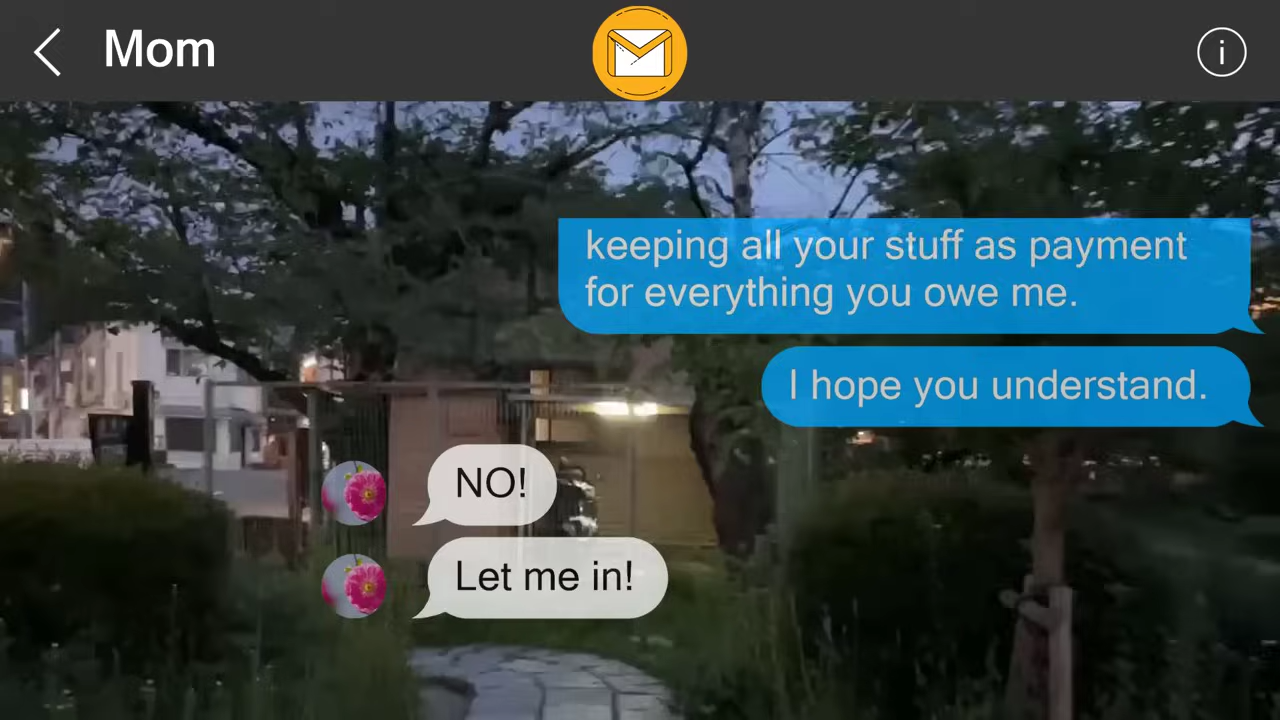 Mom
i
keeping all your stuff as payment
for everything you owe me.
I hope you understand.
NO!
Let me in!